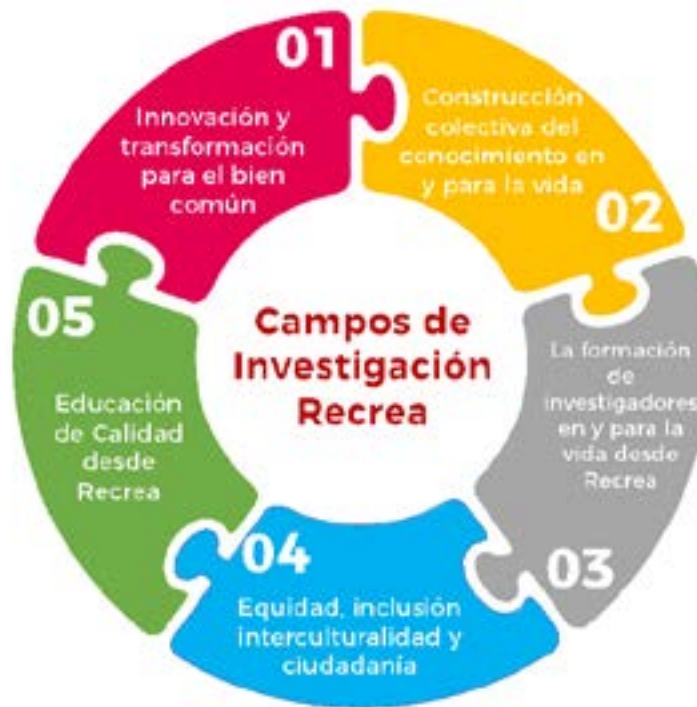 Campos de
Investigación
Recrea
01
Innovación y
transformación
para el bien
común
Construcción
colectiva del
conocimiento en
y para la vida
02
La formación
de
investigadores
en y para la
vida desde
Recrea
03
04
Equidad, inclusión
interculturalidad y
ciudadanía
05
Educación
de Calidad
desde
Recrea